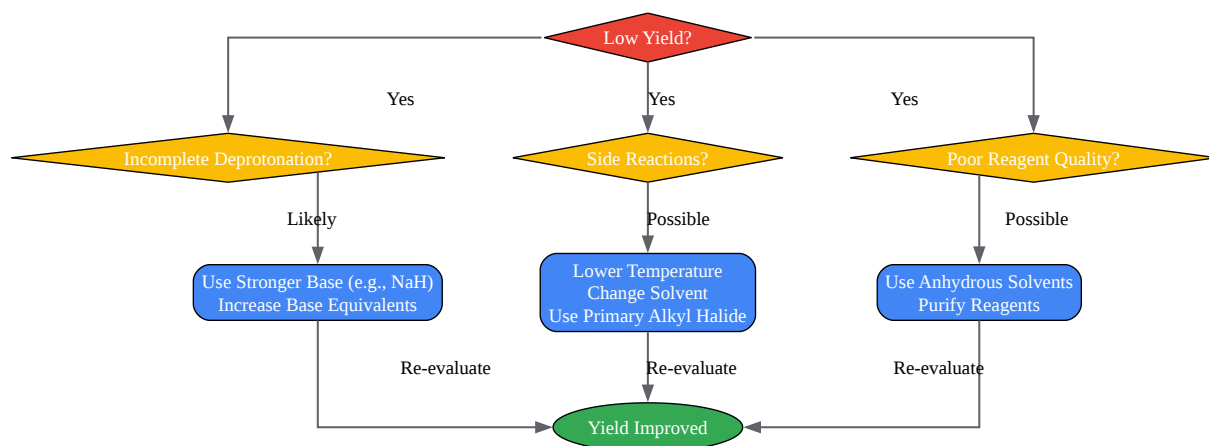 Low Yield?
Yes
Yes
Yes
Incomplete Deprotonation?
Side Reactions?
Poor Reagent Quality?
Likely
Possible
Possible
Use Stronger Base (e.g., NaH)
Increase Base Equivalents
Lower Temperature
Change Solvent
Use Primary Alkyl Halide
Use Anhydrous Solvents
Purify Reagents
Re-evaluate
Re-evaluate
Re-evaluate
Yield Improved